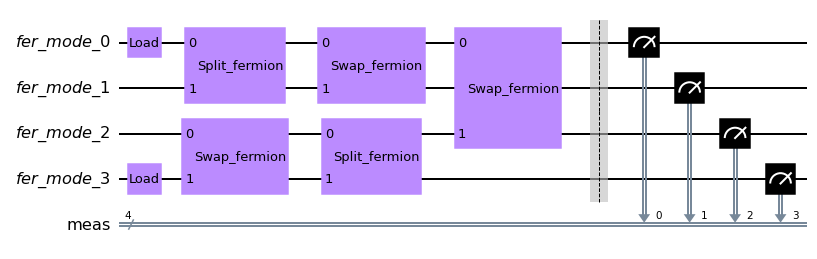 fer_mode_0 Load 0 0 0
Split_fermion Swap_fermion
fer_mode_1 1 1 Swap_fermion
fer_mode_2 0 0 1
Swap_fermion Split_fermion
fer_mode_3 Load 1 1
meas 4 0 1 2 3